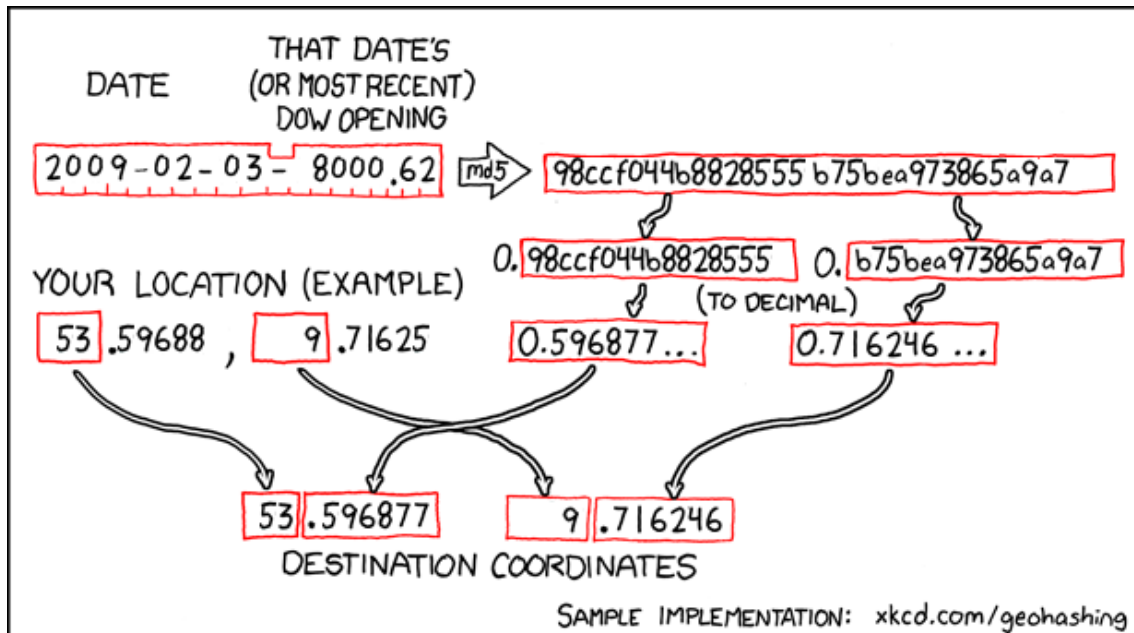 DATE
THAT DATE'S
(OR MOST RECENT)
DOW OPENING
2009-02-03- 8000.62
md5
98ccf044b8828555b75bea973865a9a7
0.98ccf044b8828555
0.b75bea973865a9a7
(TO DECIMAL)
YOUR LOCATION (EXAMPLE)
53.59688, 9.71625
0.596877...
0.716246...
53.596877
9.716246
DESTINATION COORDINATES
SAMPLE IMPLEMENTATION: xkcd.com/geohashing